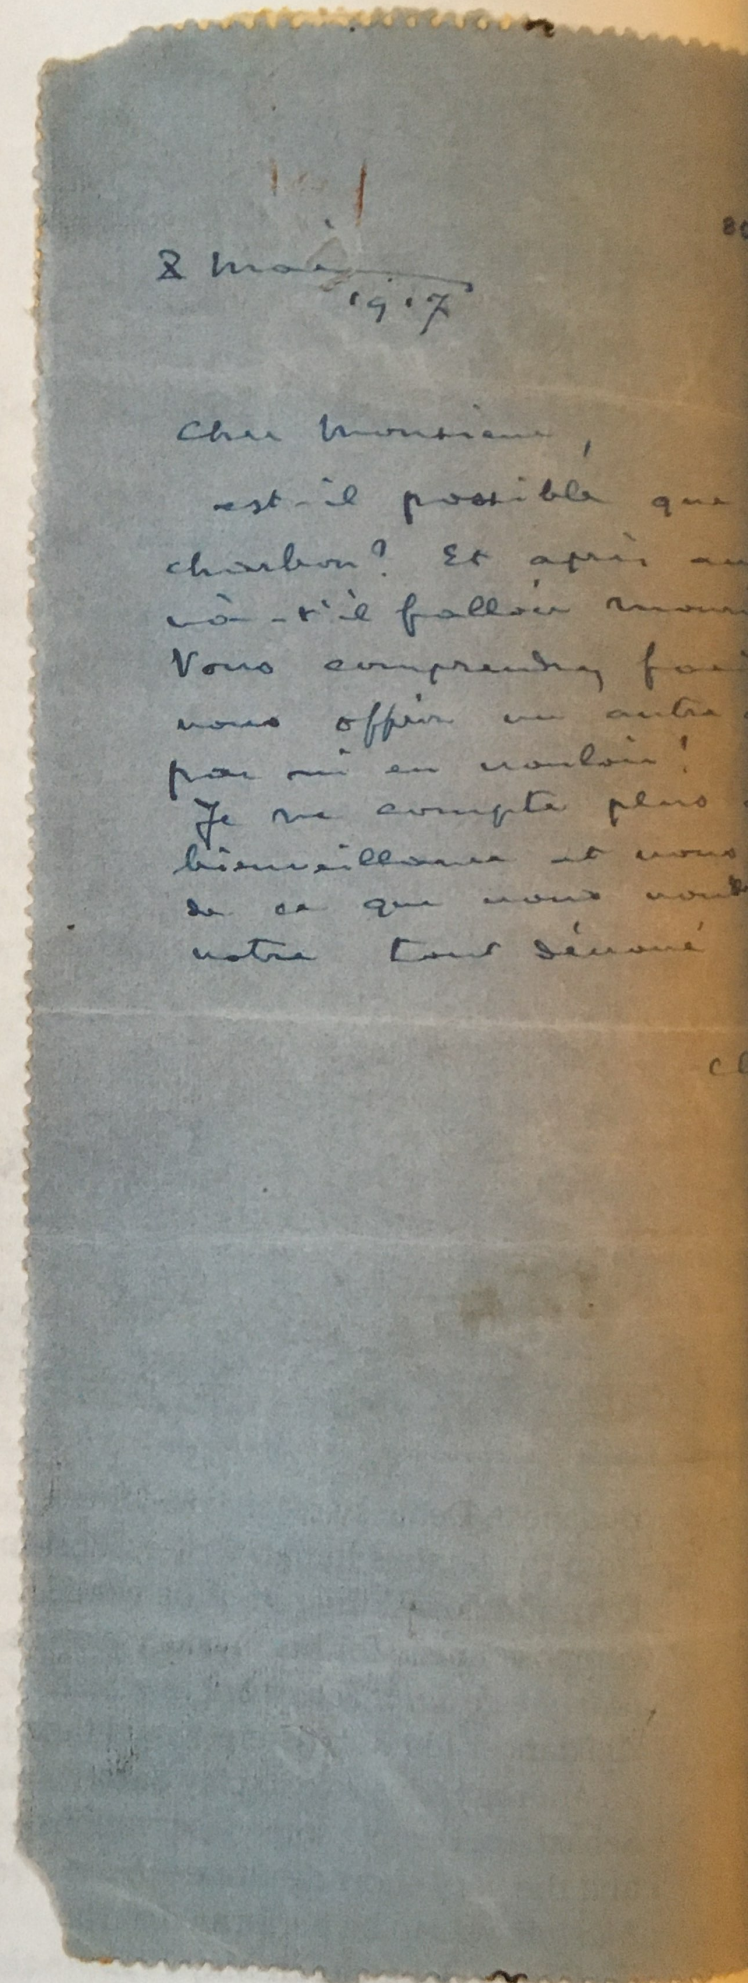 8 mai
1917
80
Cher Monsieur,
est-il possible que
charbon? Et après
va-t'il falloir
Vous comprendrez
vous offrir un autre
pas m'en vouloir!
Je ne compte plus
bienveillance et vous
de ce que vous
votre tout dévoué